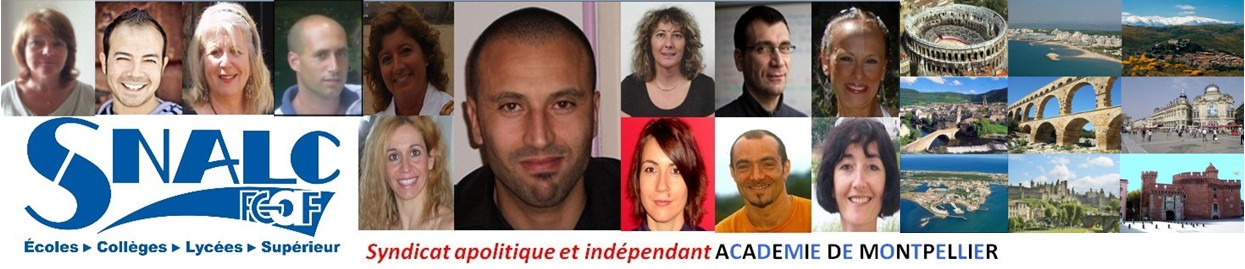 SNALC
FGAF
Écoles ▸ Collèges ▸ Lycées ▸ Supérieur
Syndicat apolitique et indépendant ACADEMIE DE MONTPELLIER